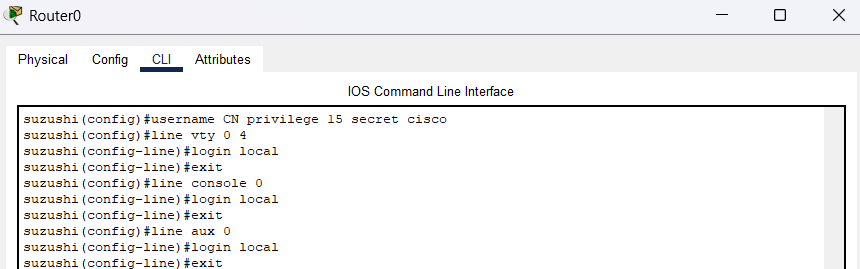 Router0
Physical Config CLI Attributes
IOS Command Line Interface
suzushi(config)#username CN privilege 15 secret cisco
suzushi(config)#line vty 0 4
suzushi(config-line)#login local
suzushi(config-line)#exit
suzushi(config)#line console 0
suzushi(config-line)#login local
suzushi(config-line)#exit
suzushi(config)#line aux 0
suzushi(config-line)#login local
suzushi(config-line)#exit